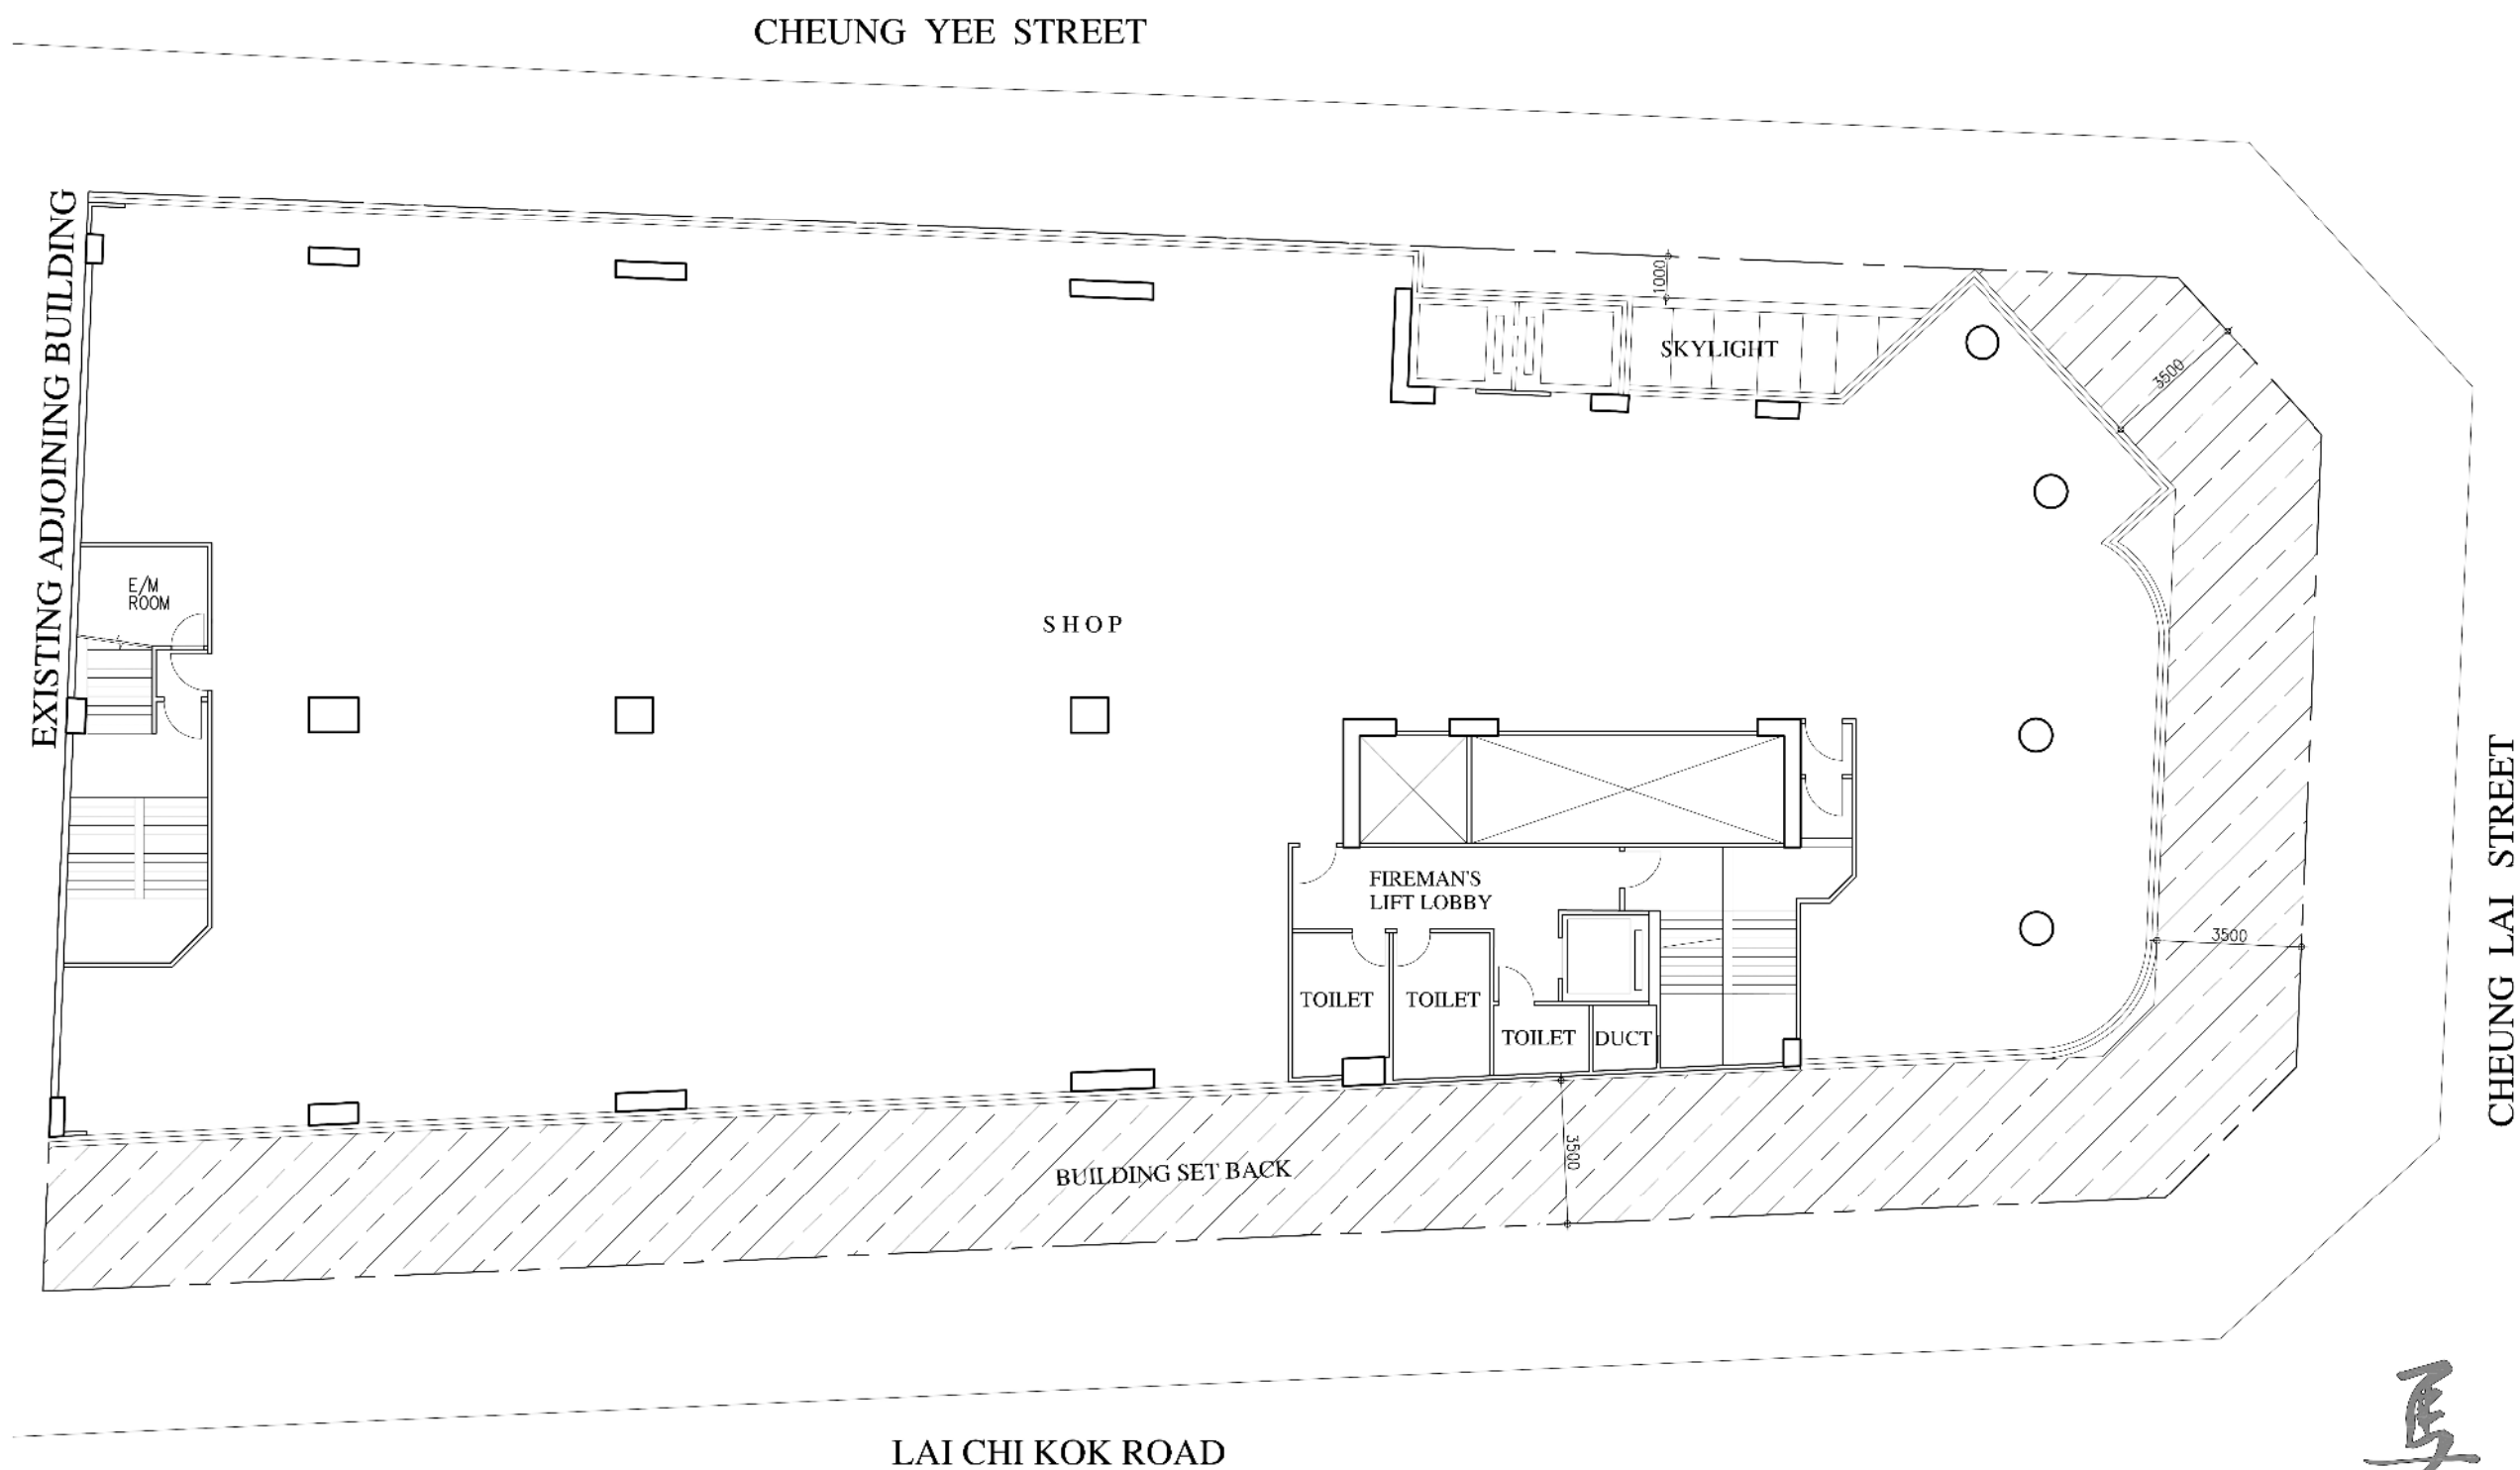 CHEUNG YEE STREET
EXISTING ADJOINING BUILDING
1000
SKYLIGHT
3500
E/M
ROOM
SHOP
CHEUNG LAI STREET
FIREMAN'S
LIFT LOBBY
3500
TOILET
TOILET
TOILET
DUCT
3500
BUILDING SET BACK
LAI CHI KOK ROAD
馬